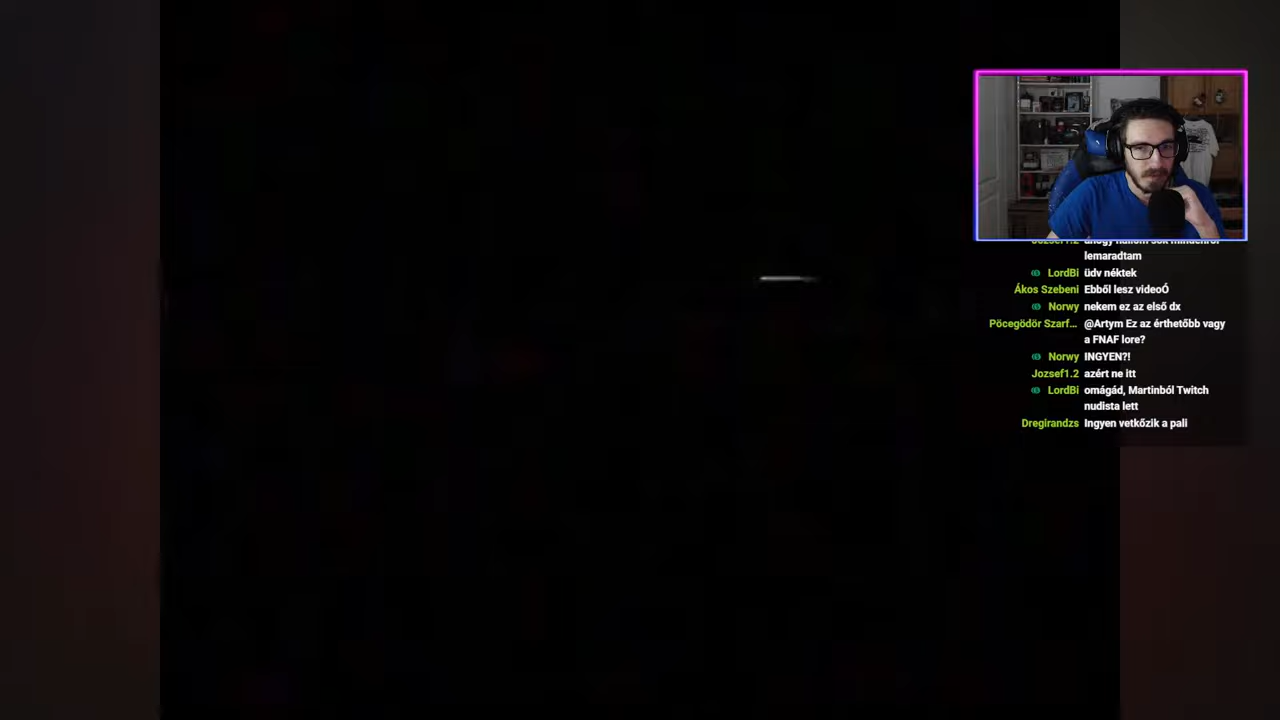 lemaradtam
LordBi üdv néktek
Ákos Szebeni Ebből lesz videoÓ
Norwy nekem ez az első dx
Pöcegödör Szarf... @Artym Ez az érthetőbb vagy
a FNAF lore?
Norwy INGYEN?!
Jozsef1.2 azért ne itt
LordBi omágád, Martinból Twitch
nudista lett
Dregirandzs Ingyen vetkőzik a pali